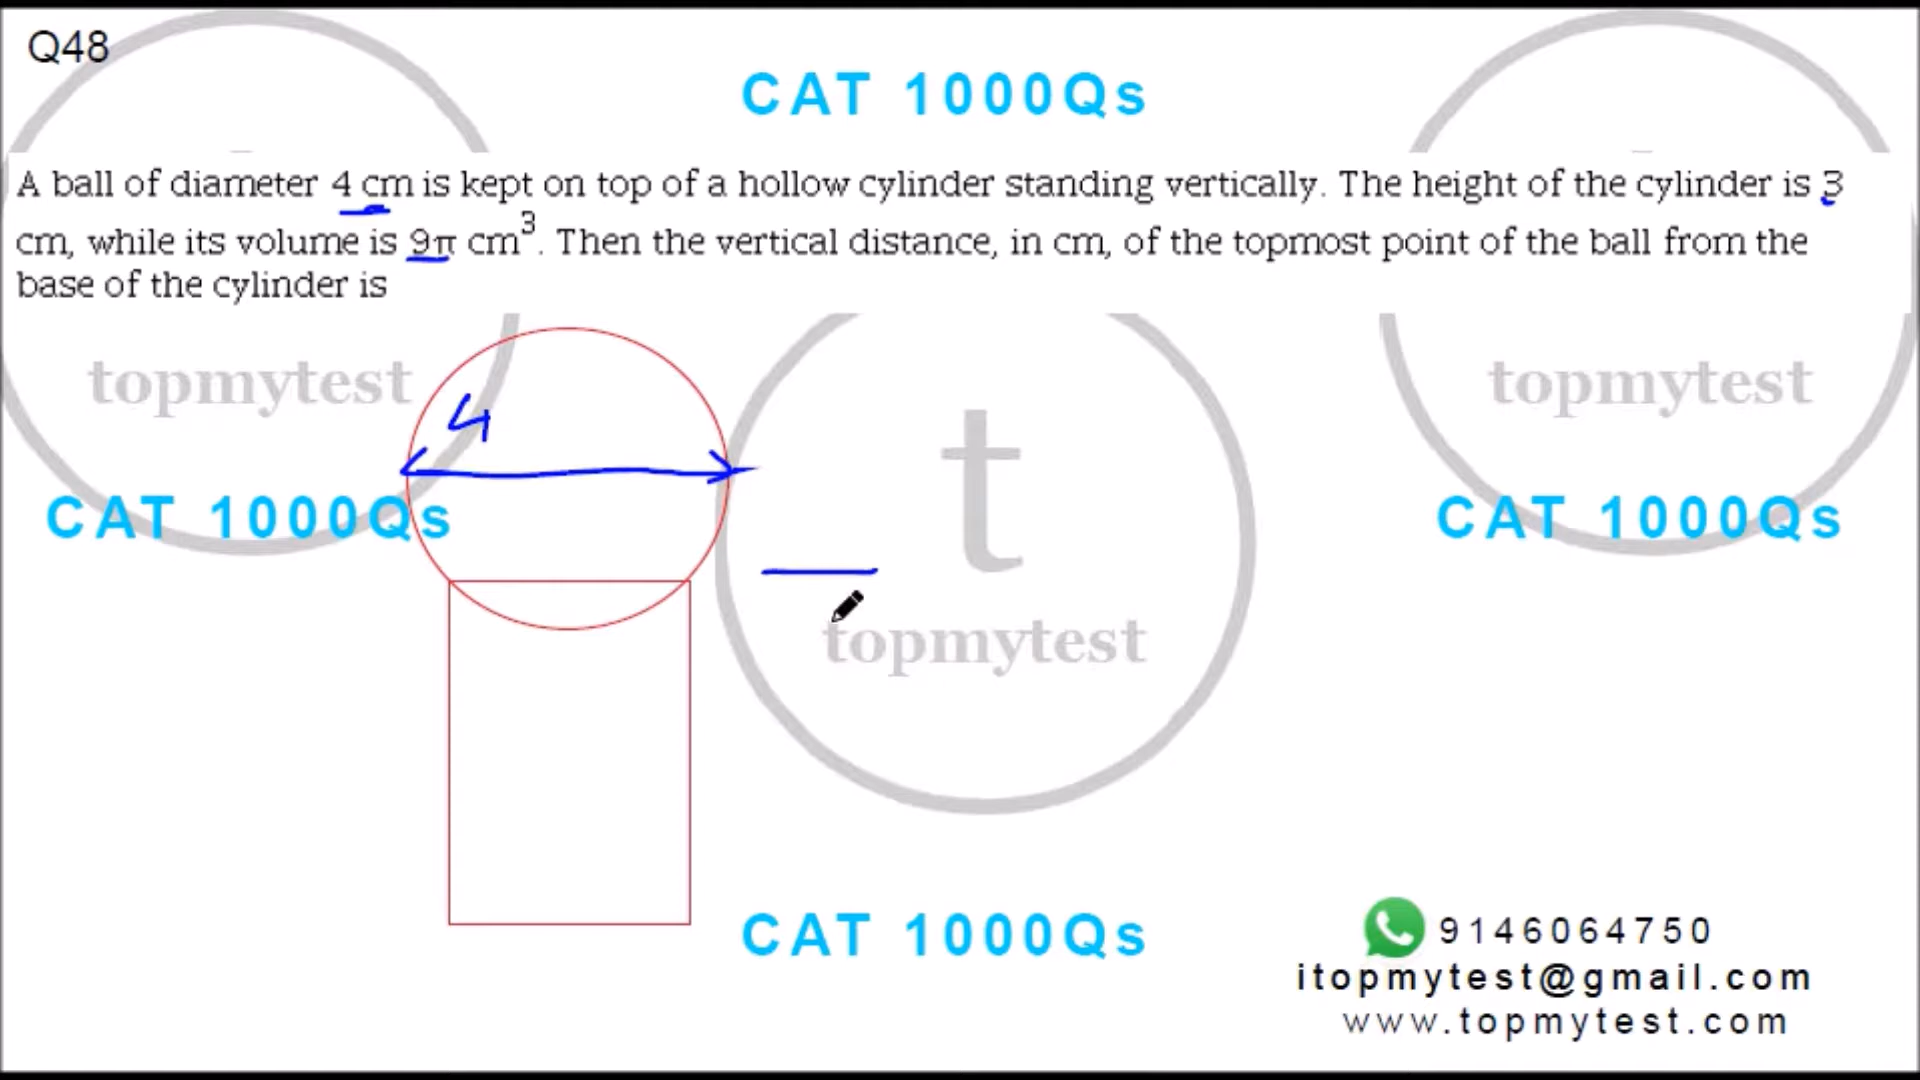 Q48
CAT 1000Qs
A ball of diameter 4 cm is kept on top of a hollow cylinder standing vertically. The height of the cylinder is 3
cm, while its volume is 9π cm³. Then the vertical distance, in cm, of the topmost point of the ball from the
base of the cylinder is
topmytest
topmytest
4
t
CAT 1000Qs
CAT 1000Qs
topmytest
CAT 1000Qs
9146064750
itopmytest@gmail.com
www.topmytest.com